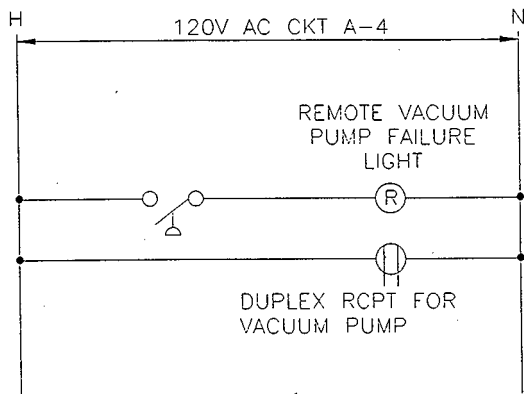 H 120V AC CKT A-4 N
REMOTE VACUUM
PUMP FAILURE
LIGHT
R
DUPLEX RCPT FOR
VACUUM PUMP